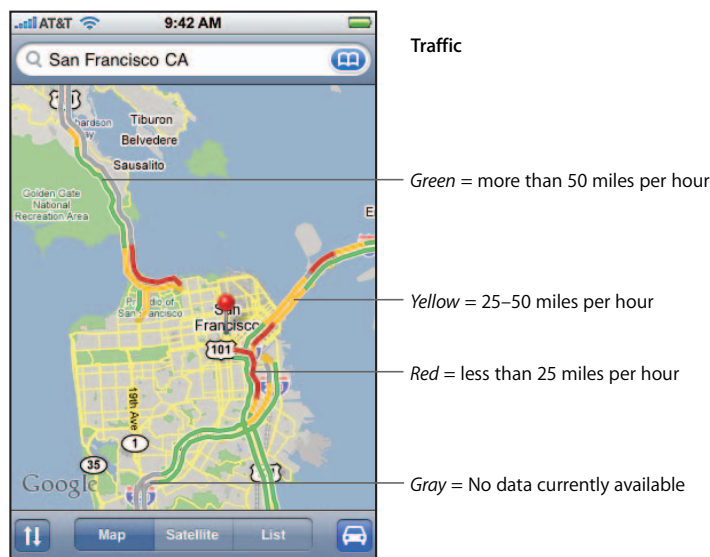 AT&T 9:42 AM
San Francisco CA
Traffic
Tiburon
Belvedere
Sausalito
Golden Gate
National
Recreation Area
Green = more than 50 miles per hour
Yellow = 25–50 miles per hour
San
Francisco
101
Red = less than 25 miles per hour
19th Ave
1
35
Google
Gray = No data currently available
Map Satellite List